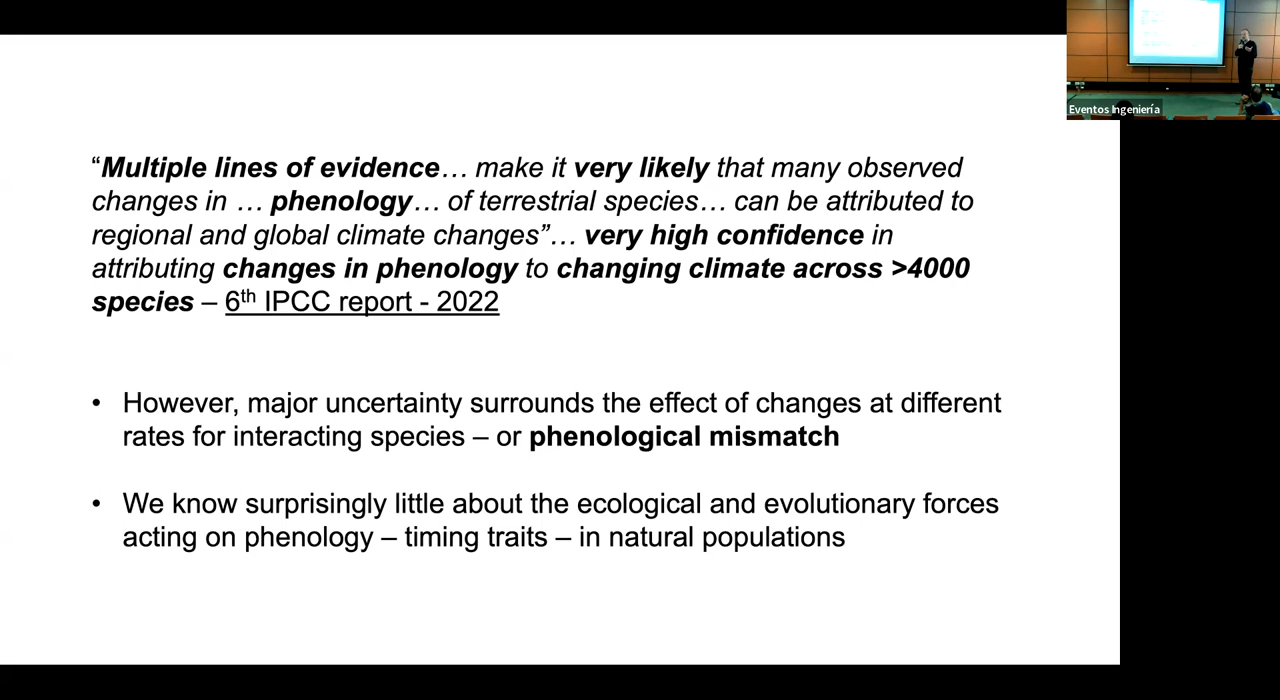 Eventos Ingeniería
“Multiple lines of evidence… make it very likely that many observed
changes in … phenology… of terrestrial species… can be attributed to
regional and global climate changes”… very high confidence in
attributing changes in phenology to changing climate across >4000
species – 6th IPCC report - 2022
• However, major uncertainty surrounds the effect of changes at different
rates for interacting species – or phenological mismatch
• We know surprisingly little about the ecological and evolutionary forces
acting on phenology – timing traits – in natural populations